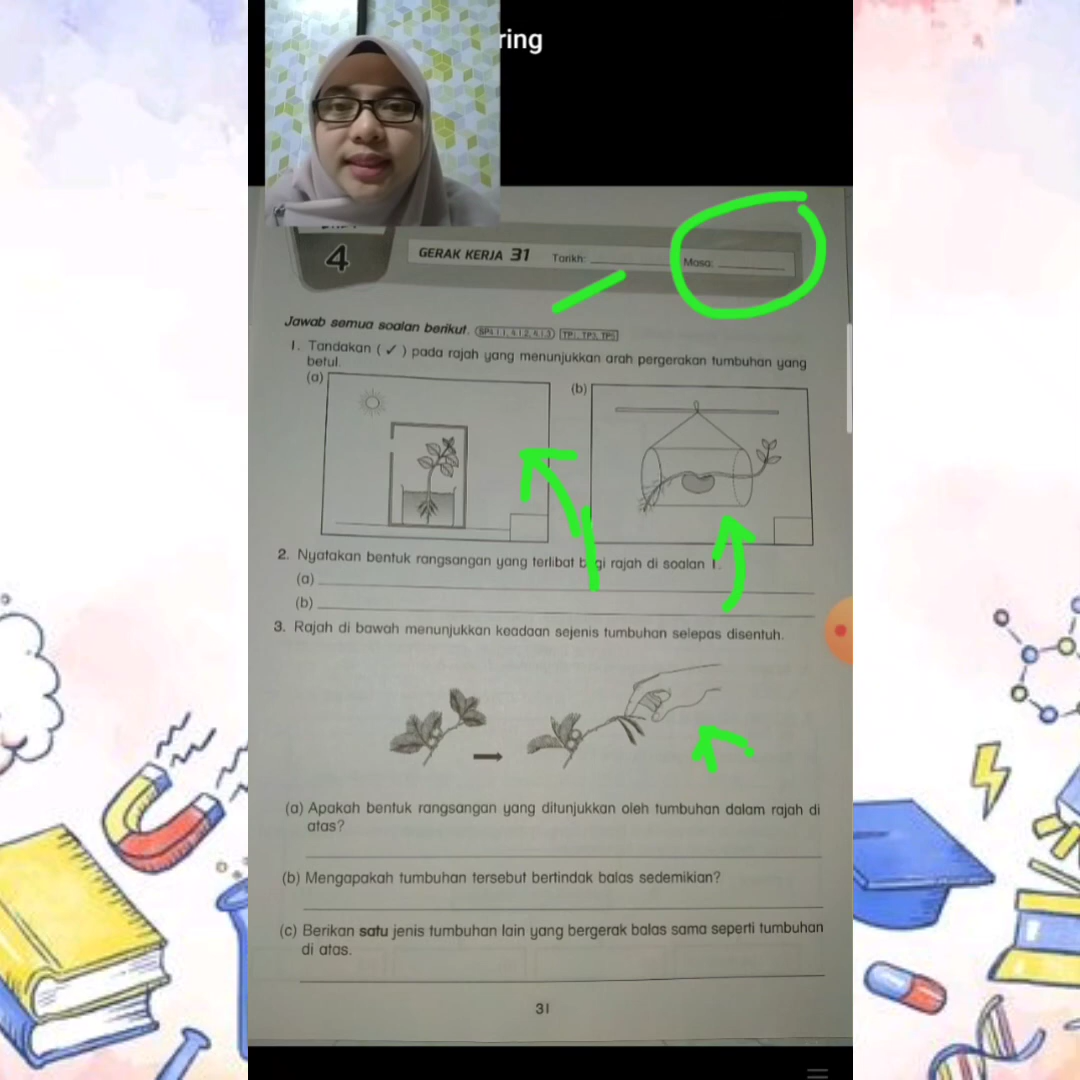 ring
4
GERAK KERJA 31 Tarikh: ____________ Masa: ____________
Jawab semua soalan berikut.
1. Tandakan ( ✓ ) pada rajah yang menunjukkan arah pergerakan tumbuhan yang
betul.
(a)
(b)
2. Nyatakan bentuk rangsangan yang terlibat bagi rajah di soalan 1.
(a)
(b)
3. Rajah di bawah menunjukkan keadaan sejenis tumbuhan selepas disentuh.
(a) Apakah bentuk rangsangan yang ditunjukkan oleh tumbuhan dalam rajah di
atas?
(b) Mengapakah tumbuhan tersebut bertindak balas sedemikian?
(c) Berikan satu jenis tumbuhan lain yang bergerak balas sama seperti tumbuhan
di atas.
31